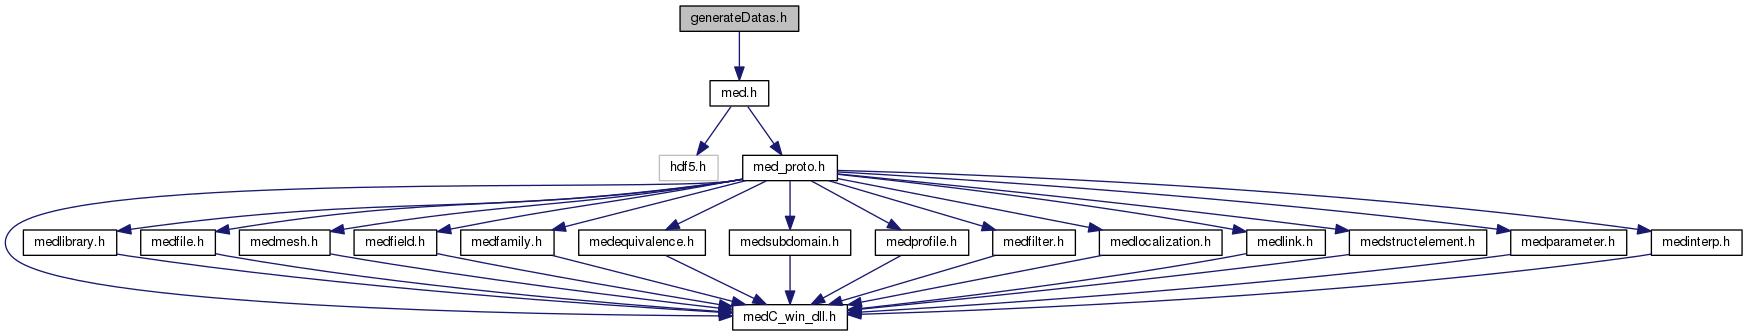 generateDatas.h
med.h
hdf5.h
med_proto.h
medlibrary.h
medfile.h
medmesh.h
medfield.h
medfamily.h
medequivalence.h
medsubdomain.h
medprofile.h
medfilter.h
medlocalization.h
medlink.h
medstructelement.h
medparameter.h
medinterp.h
medC_win_dll.h